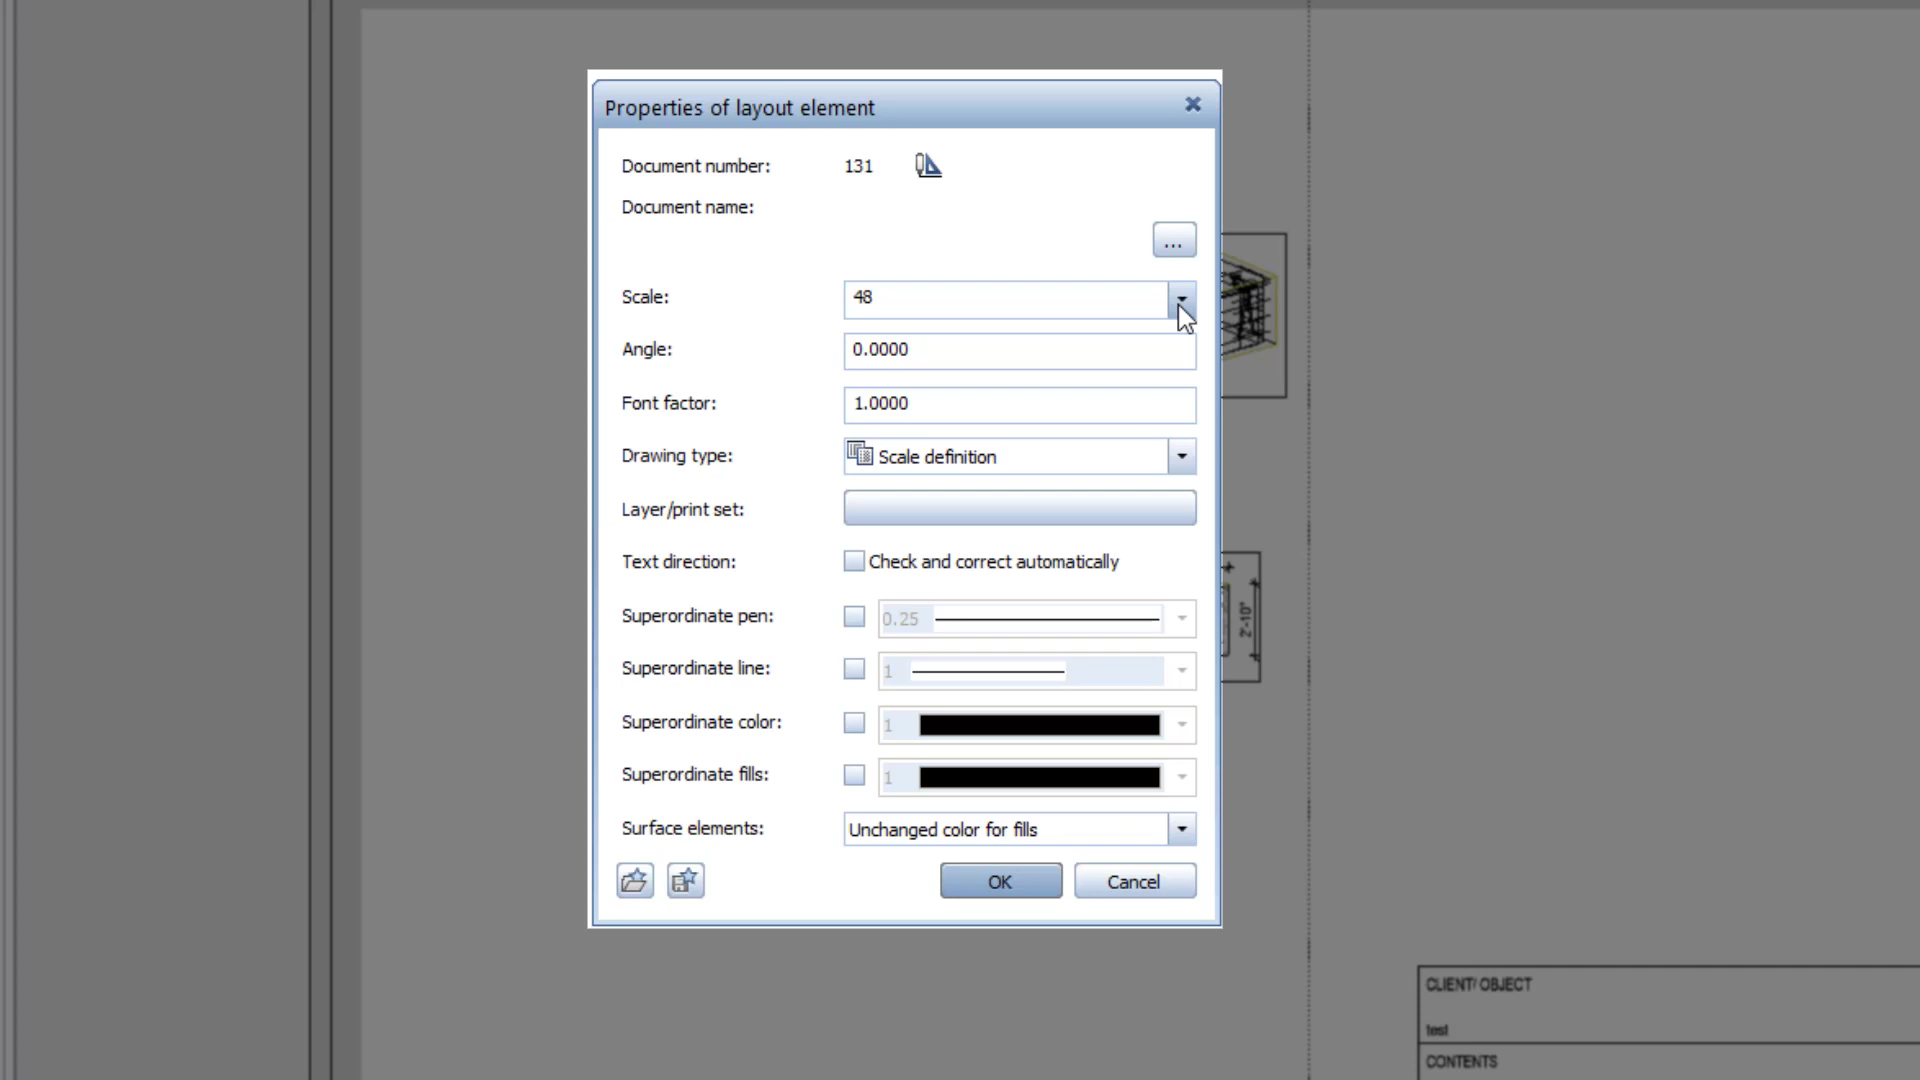 Properties of layout element
Document number: 131
Document name:
...
Scale: 48
Angle: 0.0000
Font factor: 1.0000
Drawing type: Scale definition
Layer/print set:
Text direction: Check and correct automatically
Superordinate pen: 0.25
Superordinate line: 1
Superordinate color: 1
Superordinate fills: 1
Surface elements: Unchanged color for fills
OK Cancel
2'-10"
CLIENT/ OBJECT
test
CONTENTS